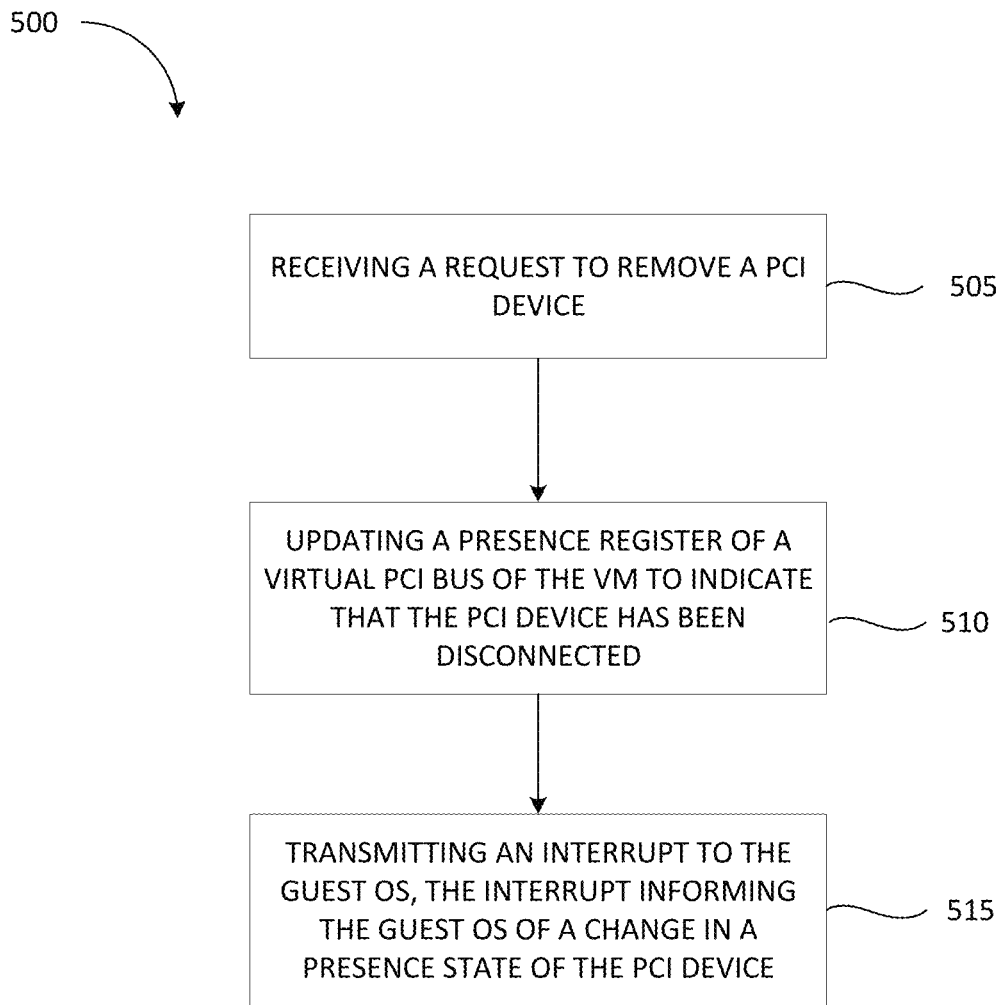 500
RECEIVING A REQUEST TO REMOVE A PCI
DEVICE
505
UPDATING A PRESENCE REGISTER OF A
VIRTUAL PCI BUS OF THE VM TO INDICATE
THAT THE PCI DEVICE HAS BEEN
DISCONNECTED
510
TRANSMITTING AN INTERRUPT TO THE
GUEST OS, THE INTERRUPT INFORMING
THE GUEST OS OF A CHANGE IN A
PRESENCE STATE OF THE PCI DEVICE
515